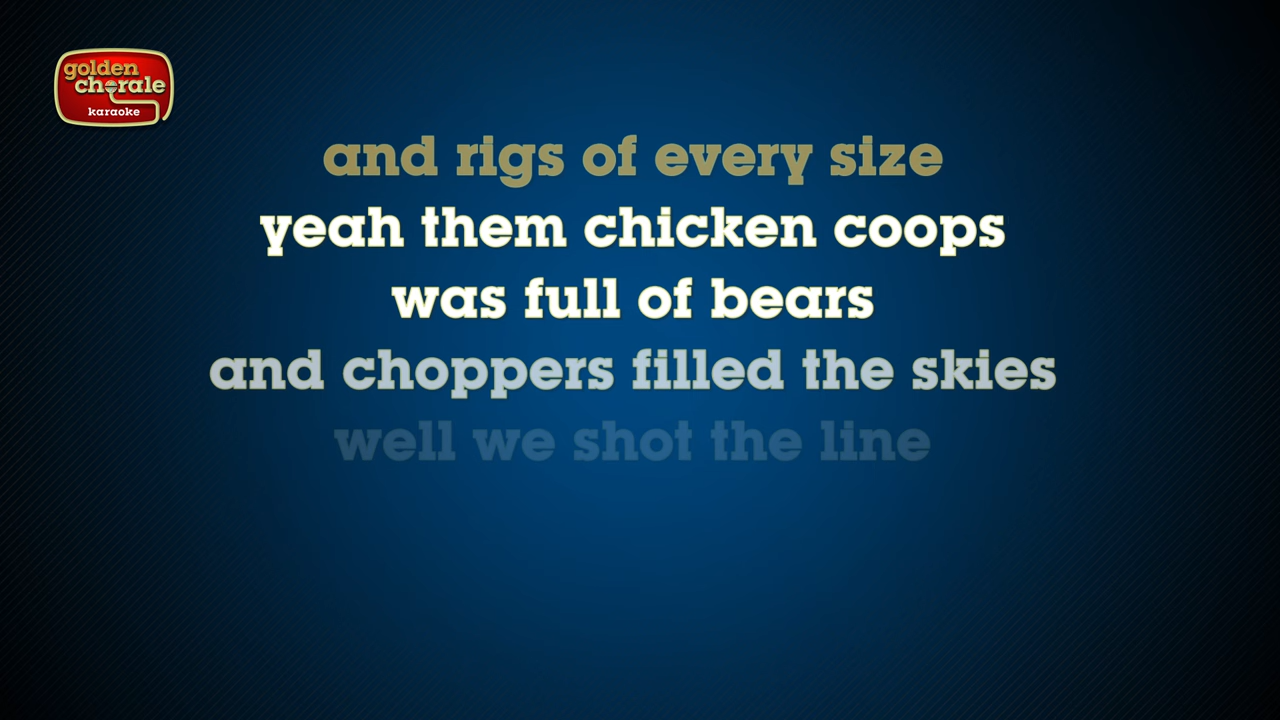 golden
chorale
karaoke
and rigs of every size
yeah them chicken coops
was full of bears
and choppers filled the skies
well we shot the line